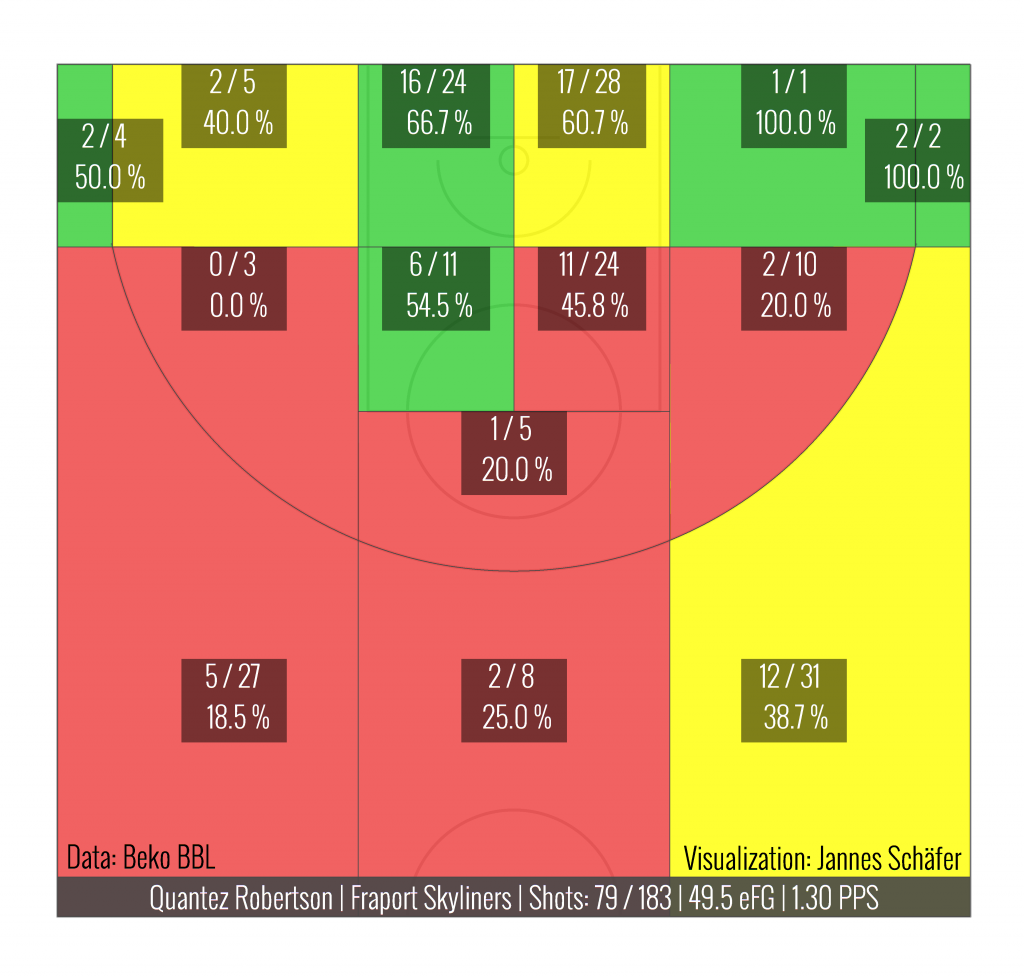 2 / 5
40.0 %
16 / 24
66.7 %
17 / 28
60.7 %
1 / 1
100.0 %
2 / 4
50.0 %
2 / 2
100.0 %
0 / 3
0.0 %
6 / 11
54.5 %
11 / 24
45.8 %
2 / 10
20.0 %
1 / 5
20.0 %
5 / 27
18.5 %
2 / 8
25.0 %
12 / 31
38.7 %
Data: Beko BBL
Visualization: Jannes Schäfer
Quantez Robertson | Fraport Skyliners | Shots: 79 / 183 | 49.5 eFG | 1.30 PPS